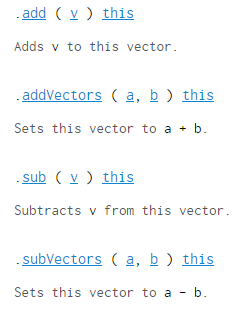 .add ( v ) this
Adds v to this vector.
.addVectors ( a, b ) this
Sets this vector to a + b.
.sub ( v ) this
Subtracts v from this vector.
.subVectors ( a, b ) this
Sets this vector to a - b.